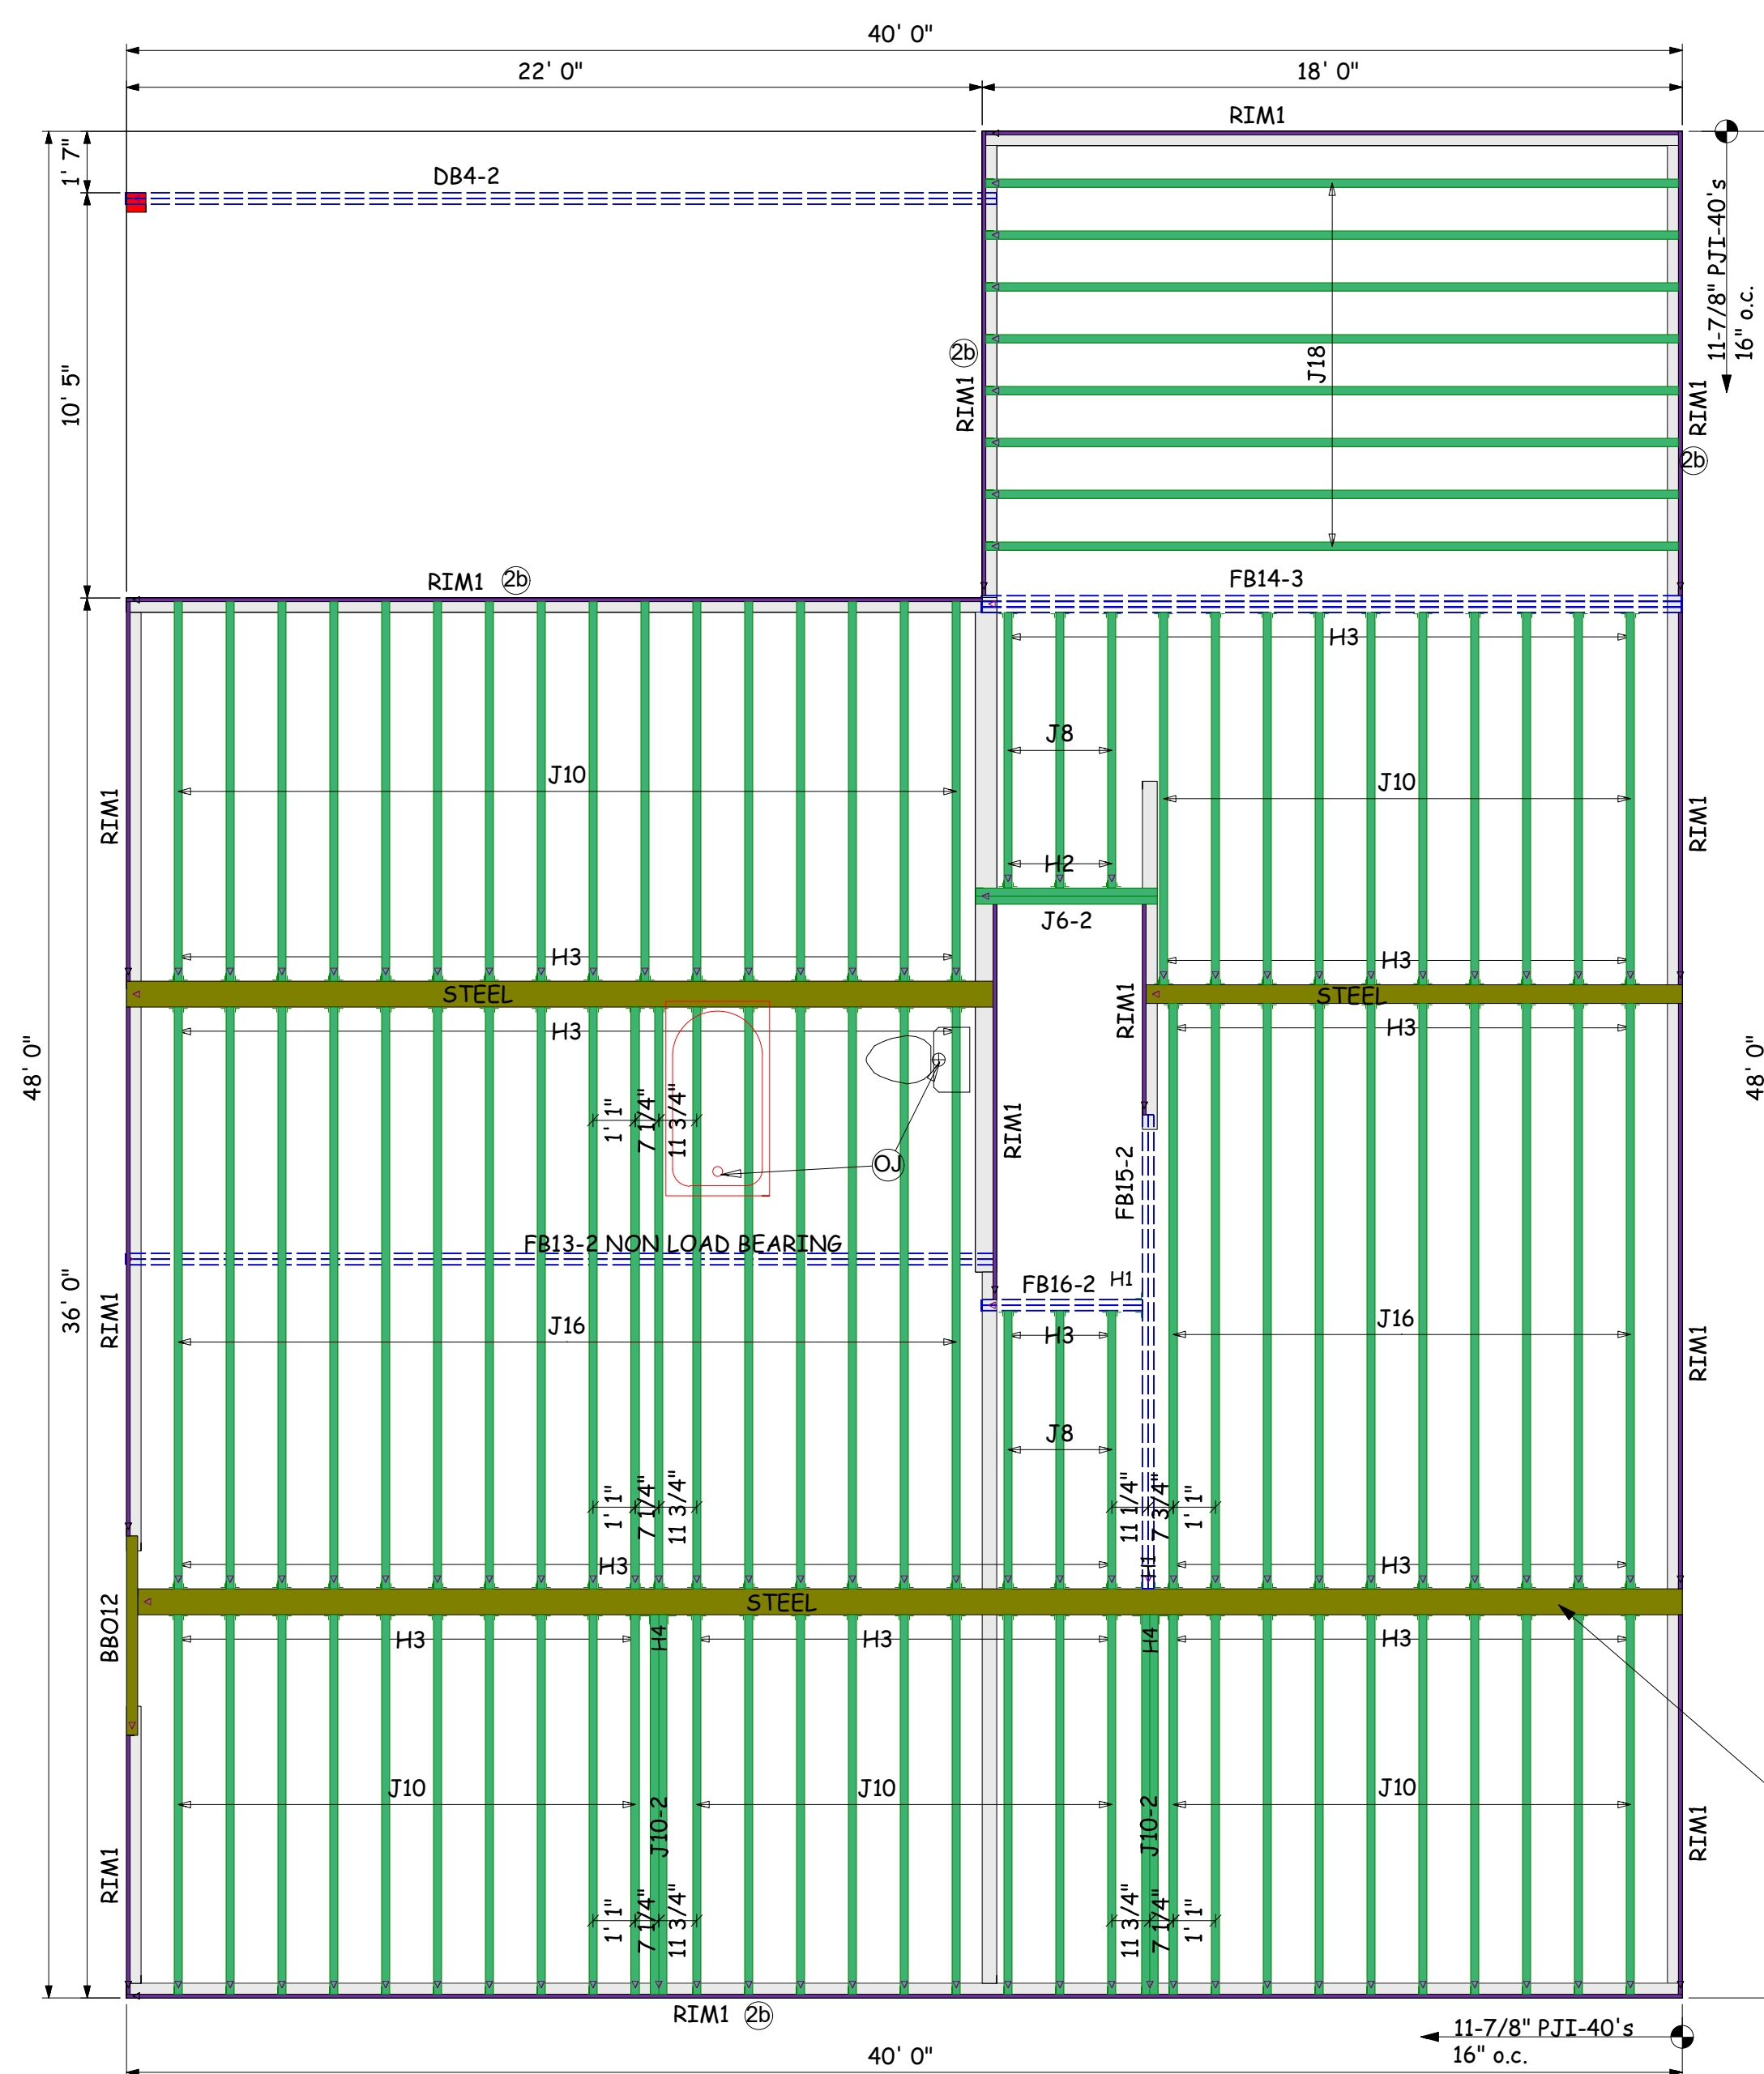 40' 0"
22' 0"
18' 0"
RIM1
1' 7"
DB4-2
11-7/8" PJI-40's
16" o.c.
10' 5"
2b
RIM1
J18
RIM1
2b
RIM1
2b
FB14-3
H3
J8
J10
J10
RIM1
RIM1
H2
J6-2
H3
H3
STEEL
STEEL
RIM1
H3
H3
48' 0"
48' 0"
1' 1"
7 1/4"
11 3/4"
RIM1
OJ
FB15-2
FB13-2 NON LOAD BEARING
FB16-2
H1
36' 0"
RIM1
J16
H3
J16
RIM1
J8
1' 1"
7 1/4"
11 3/4"
11 1/4"
7 3/4"
1' 1"
H3
H1
H3
BBO12
STEEL
H3
H4
H3
H4
H3
J10
J10-2
J10
J10-2
J10
RIM1
RIM1
1' 1"
7 1/4"
11 3/4"
11 3/4"
7 1/4"
1' 1"
RIM1
2b
11-7/8" PJI-40's
16" o.c.
40' 0"